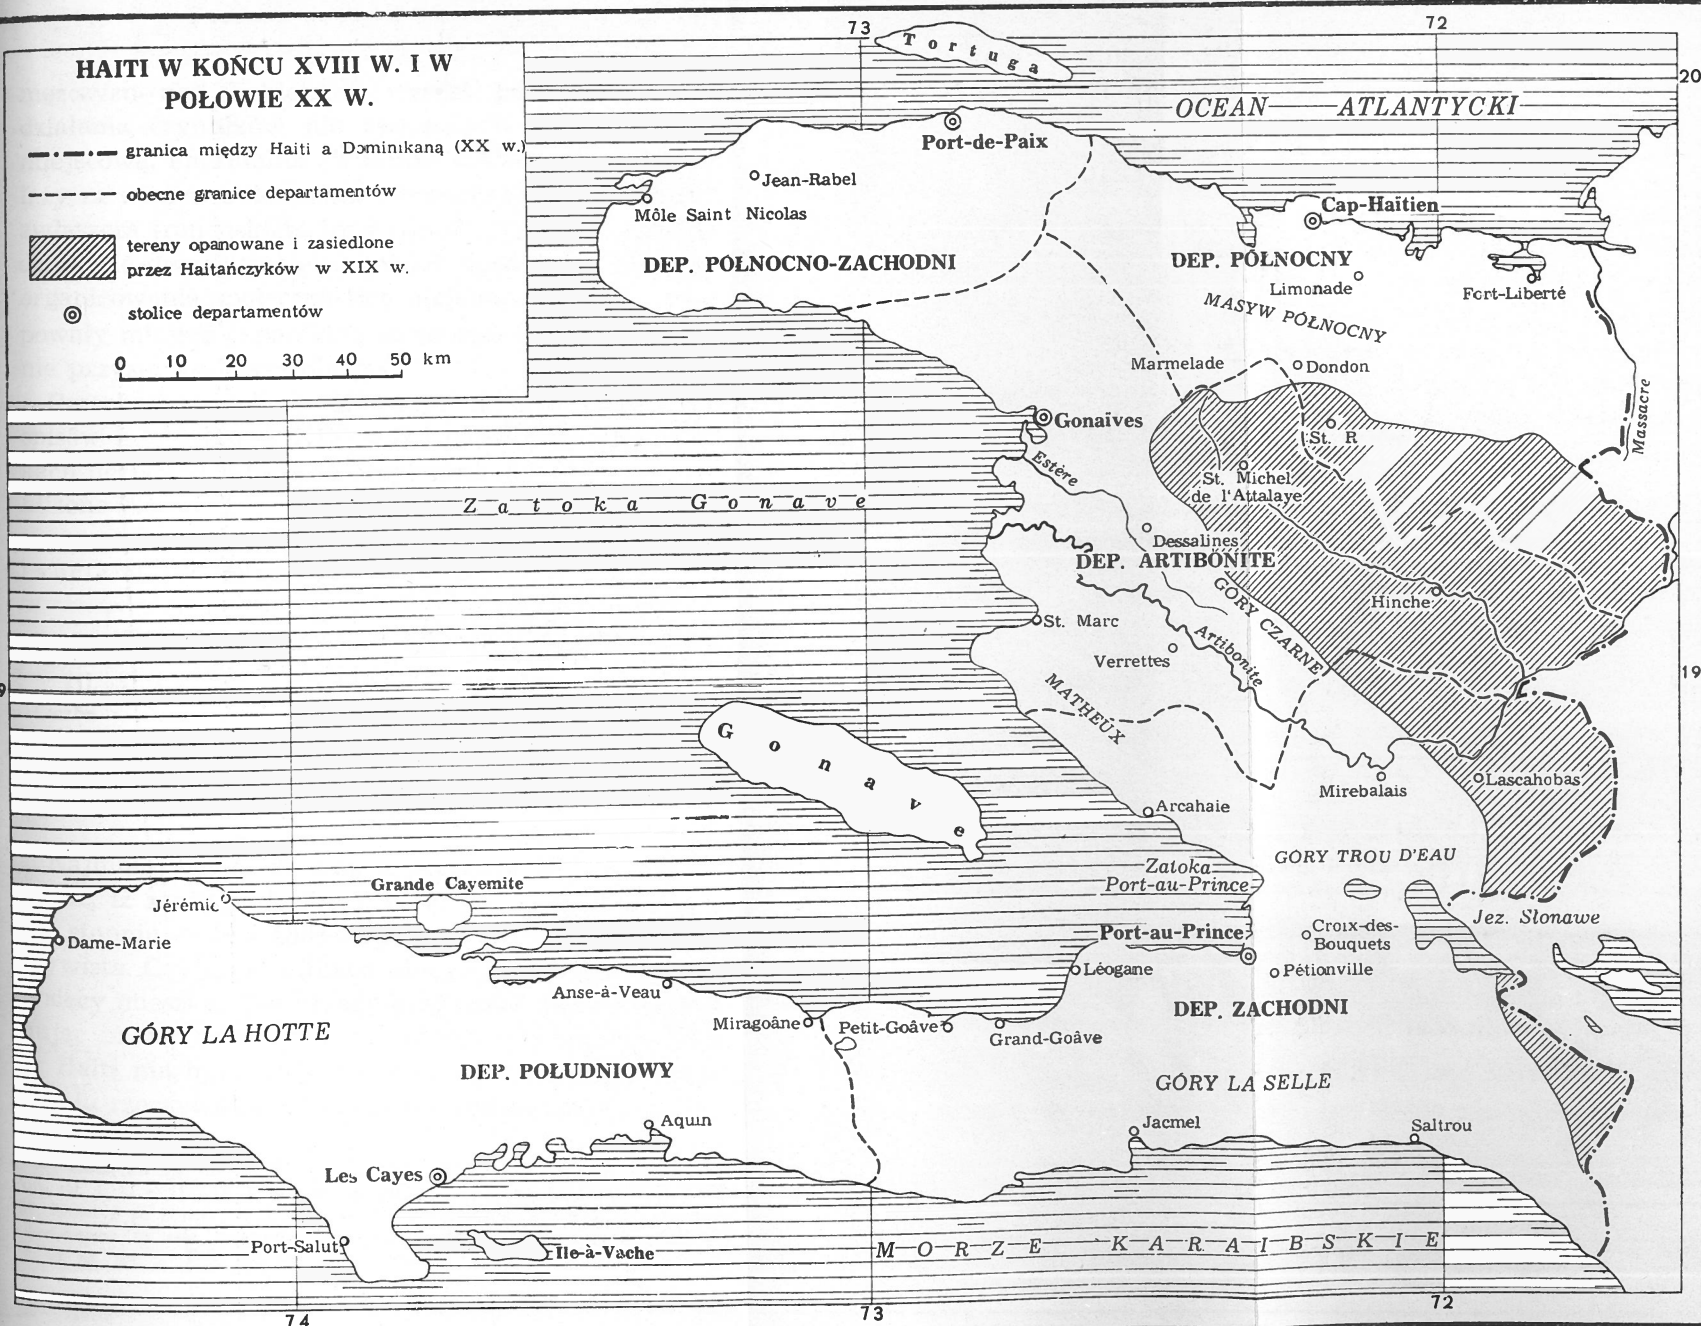 HAITI W KOŃCU XVIII W. I W
POŁOWIE XX W.
granica między Haiti a Dominikaną (XX w.)
obecne granice departamentów
tereny opanowane i zasiedlone
przez Haitańczyków w XIX w.
stolice departamentów
0 10 20 30 40 50 km
73
72
20
Tortuga
OCEAN ATLANTYCKI
Port-de-Paix
Jean-Rabel
Môle Saint Nicolas
Cap-Haïtien
DEP. PÓŁNOCNO-ZACHODNI
DEP. PÓŁNOCNY
Limonade
Fort-Liberté
MASYW PÓŁNOCNY
Marmelade
Dondon
Massacre
Gonaïves
St. R
Estère
St. Michel
de l'Attalaye
Zatoka Gonave
Dessalines
DEP. ARTIBONITE
GÓRY CZARNE
Hinche
St. Marc
Artibonite
Verrettes
19
9
MATHEUX
Gonave
Lascahobas
Mirebalais
Arcahaie
GÓRY TROU D'EAU
Zatoka
Port-au-Prince
Grande Cayemite
Jérémie
Jez. Słonawe
Dame-Marie
Port-au-Prince
Croix-des-
Bouquets
Léogane
Pétionville
Anse-à-Veau
DEP. ZACHODNI
Miragoâne
Petit-Goâve
Grand-Goâve
GÓRY LA HOTTE
DEP. POŁUDNIOWY
GÓRY LA SELLE
Aquin
Jacmel
Saltrou
Les Cayes
Port-Salut
Ile-à-Vache
MORZE KARAIBSKIE
74
73
72